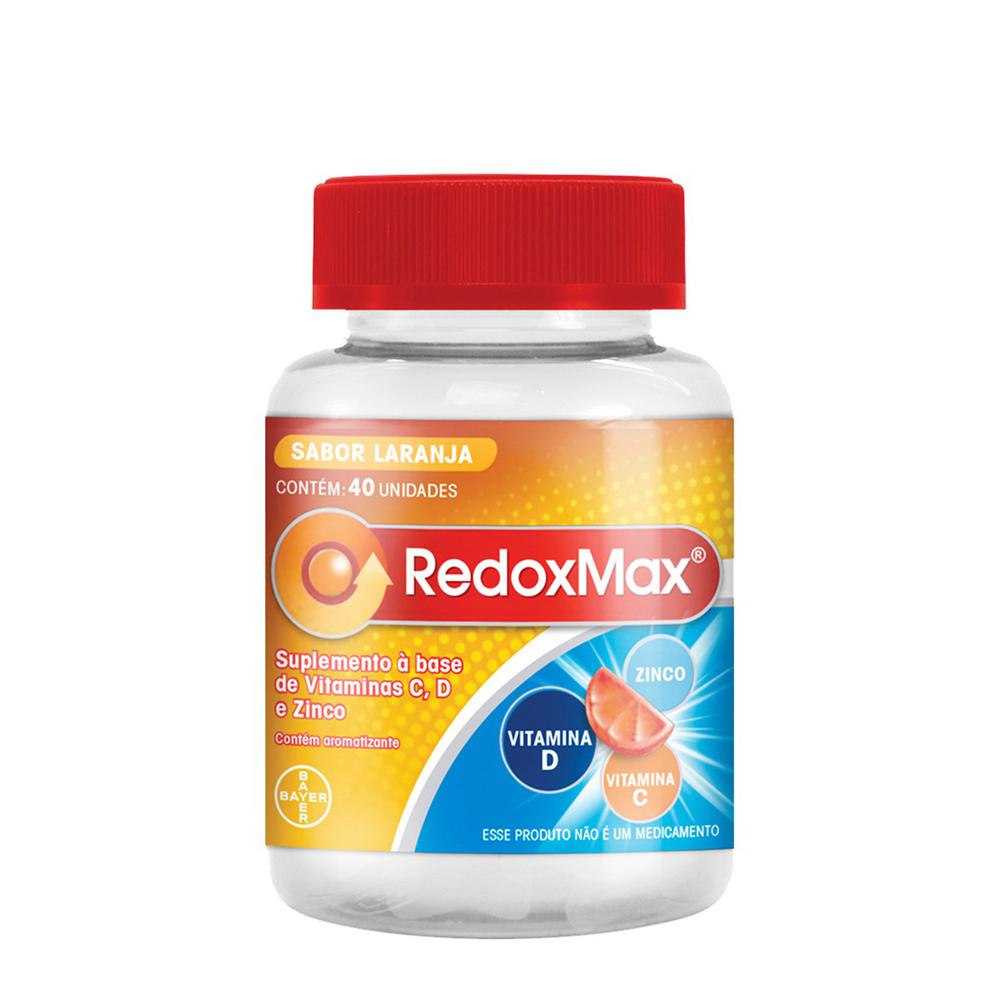 SABOR LARANJA
CONTÉM: 40 UNIDADES
RedoxMax®
Suplemento à base
de Vitaminas C, D
e Zinco
Contém aromatizante
BAYER
BAYER
ZINCO
VITAMINA
D
VITAMINA
C
ESSE PRODUTO NÃO É UM MEDICAMENTO